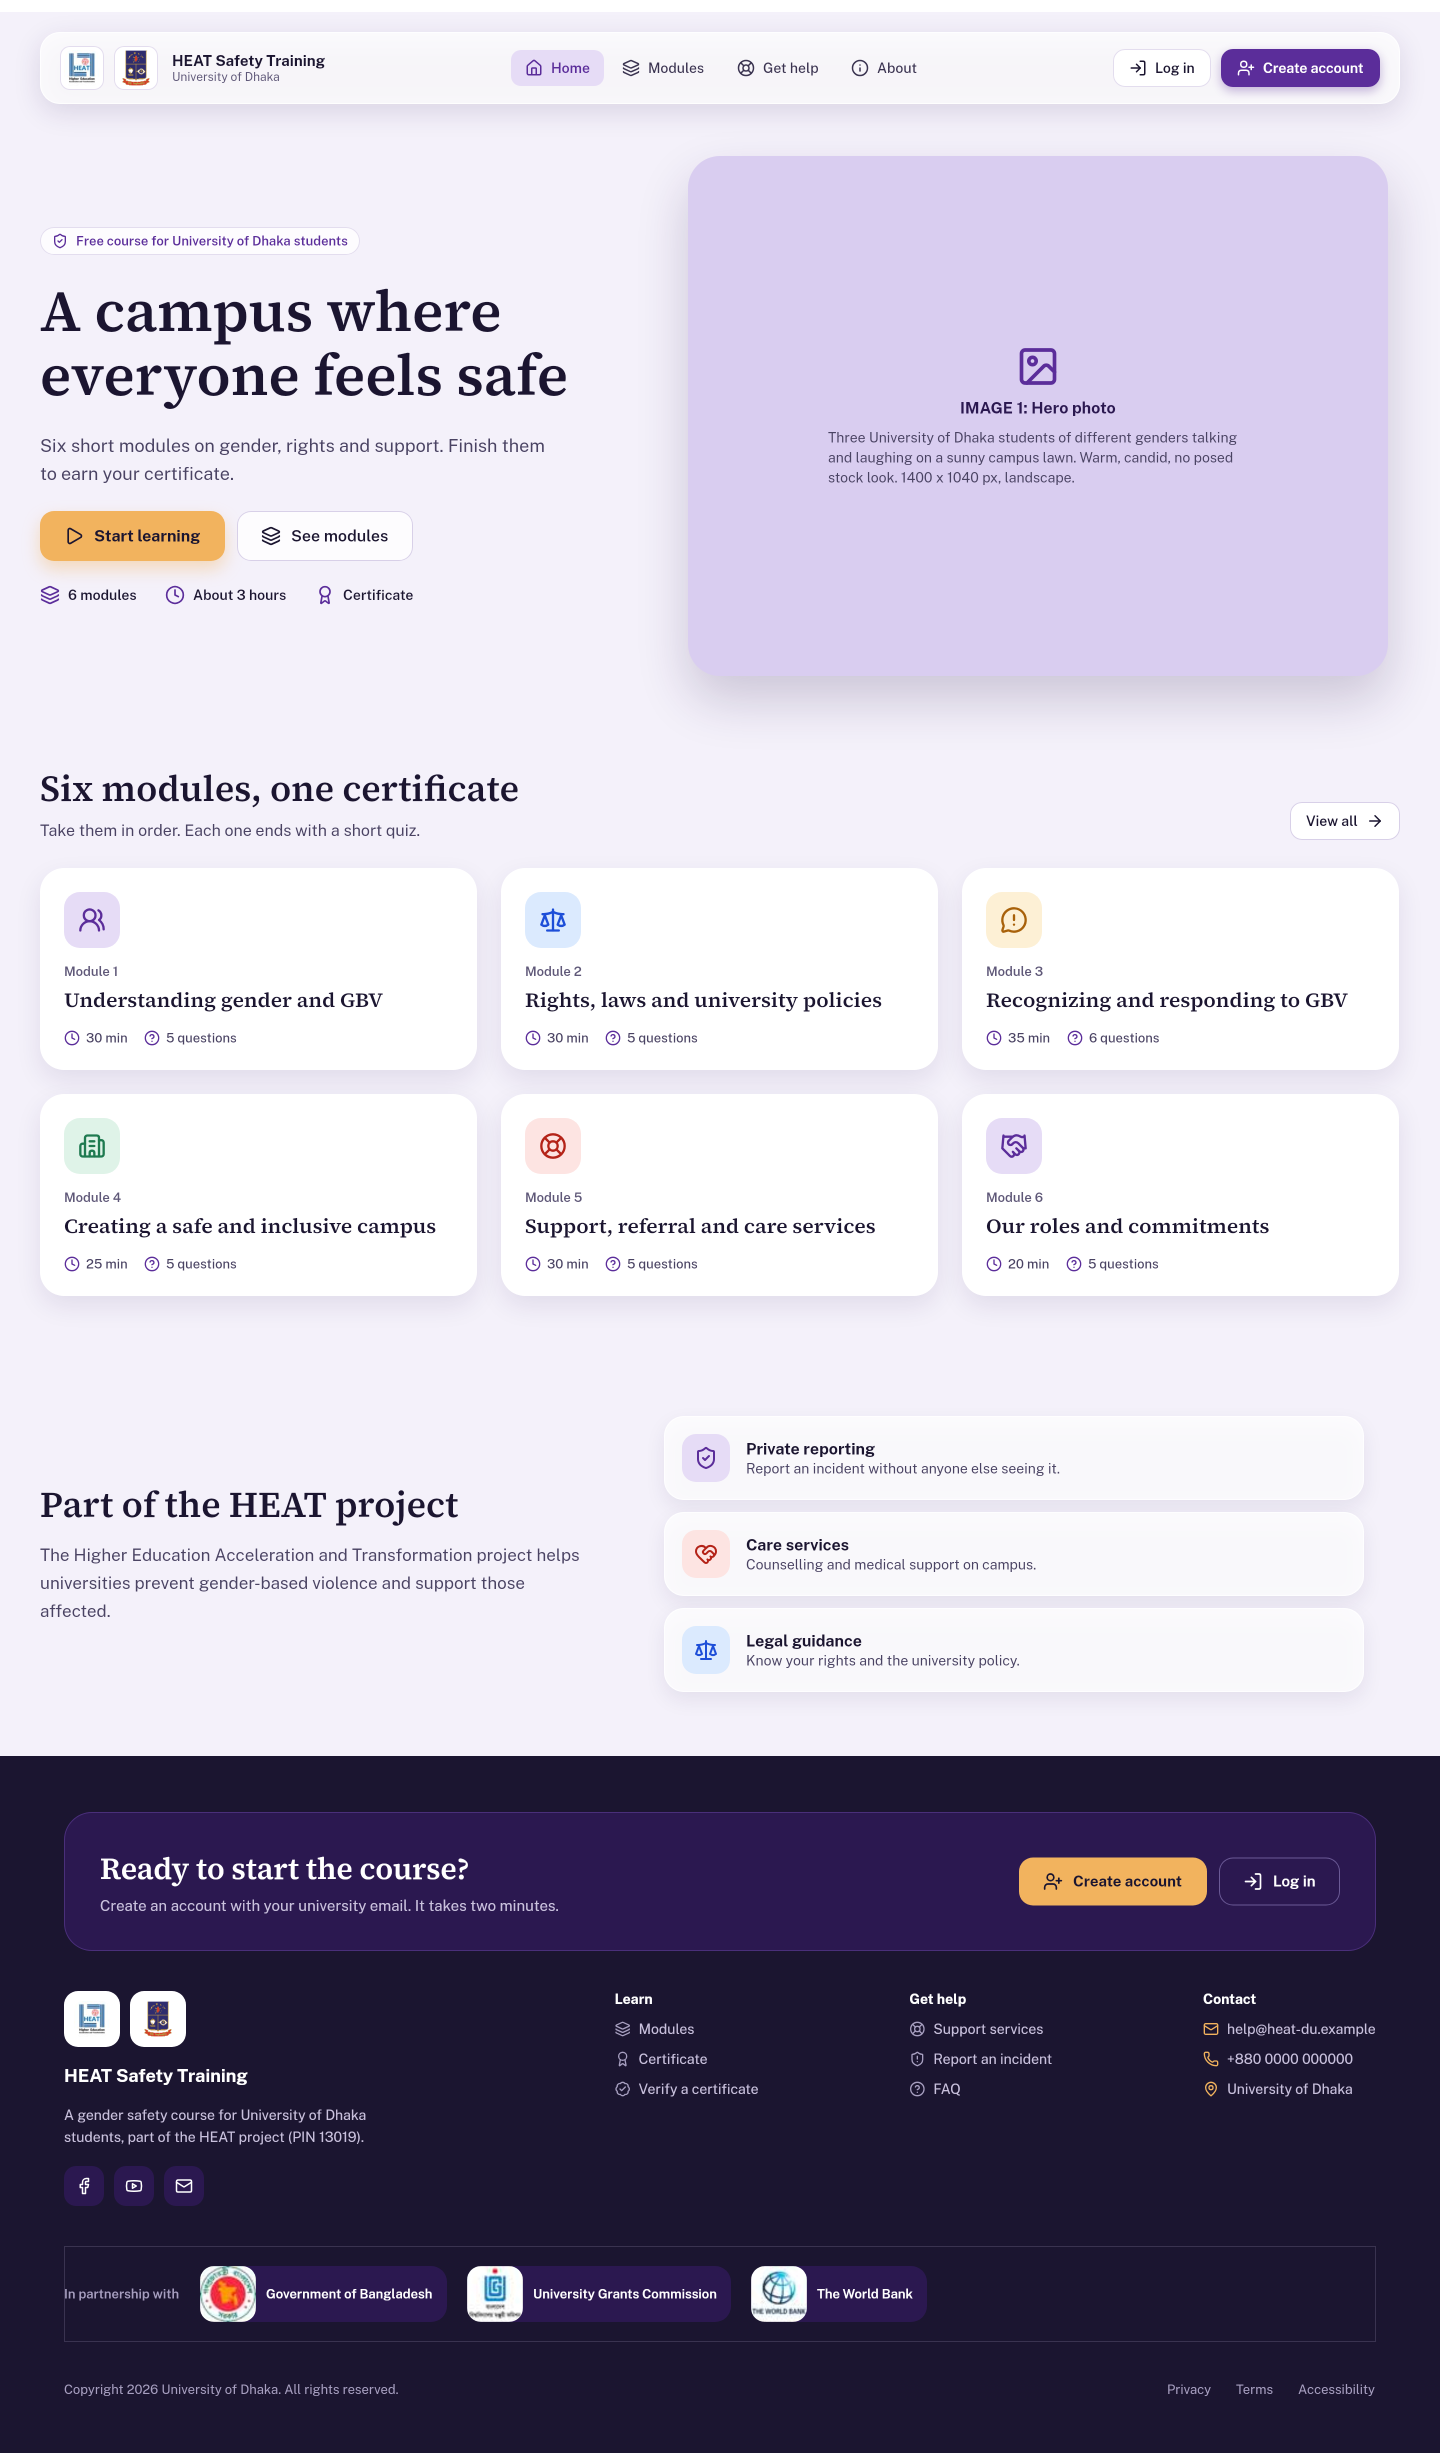 HEAT
HEAT Safety Training
University of Dhaka
Home
Modules
Get help
About
Log in
Create account
Free course for University of Dhaka students
A campus where
everyone feels safe
Six short modules on gender, rights and support. Finish them
to earn your certificate.
Start learning
See modules
6 modules
About 3 hours
Certificate
IMAGE 1: Hero photo
Three University of Dhaka students of different genders talking
and laughing on a sunny campus lawn. Warm, candid, no posed
stock look. 1400 x 1040 px, landscape.
Six modules, one certificate
Take them in order. Each one ends with a short quiz.
View all
Module 1
Understanding gender and GBV
30 min
5 questions
Module 2
Rights, laws and university policies
30 min
5 questions
Module 3
Recognizing and responding to GBV
35 min
6 questions
Module 4
Creating a safe and inclusive campus
25 min
5 questions
Module 5
Support, referral and care services
30 min
5 questions
Module 6
Our roles and commitments
20 min
5 questions
Part of the HEAT project
The Higher Education Acceleration and Transformation project helps
universities prevent gender-based violence and support those
affected.
Private reporting
Report an incident without anyone else seeing it.
Care services
Counselling and medical support on campus.
Legal guidance
Know your rights and the university policy.
Ready to start the course?
Create an account with your university email. It takes two minutes.
Create account
Log in
HEAT
HEAT Safety Training
A gender safety course for University of Dhaka
students, part of the HEAT project (PIN 13019).
Learn
Modules
Certificate
Verify a certificate
Get help
Support services
Report an incident
FAQ
Contact
help@heat-du.example
+880 0000 000000
University of Dhaka
In partnership with
Government of Bangladesh
University Grants Commission
THE WORLD BANK
The World Bank
Copyright 2026 University of Dhaka. All rights reserved.
Privacy
Terms
Accessibility